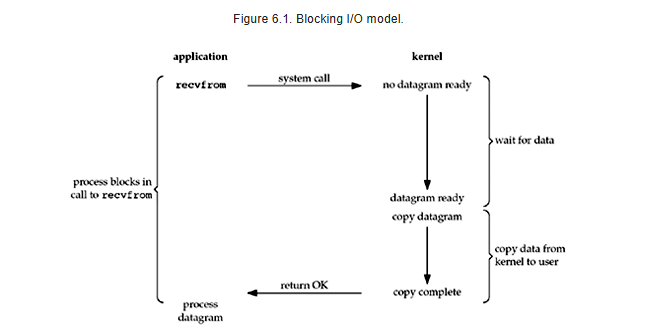 Figure 6.1. Blocking I/O model.
application
kernel
recvfrom
system call
no datagram ready
wait for data
process blocks in
call to recvfrom
datagram ready
copy datagram
copy data from
kernel to user
return OK
copy complete
process
datagram